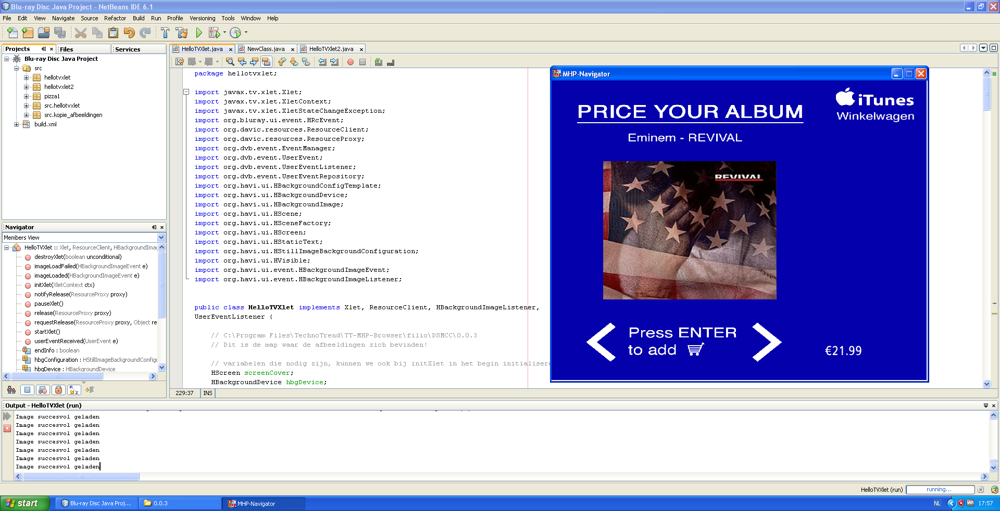 Blu-ray Disc Java Project - NetBeans IDE 6.1
File Edit View Navigate Source Refactor Build Run Profile Versioning Tools Window Help
Projects
Files
Services
Blu-ray Disc Java Project
src
hellotvxlet
hellotvxlet2
pizza1
src.hellotvxlet
src.kopie_afbeeldingen
build.xml
Navigator
Members View
HelloTVXlet :: Xlet, ResourceClient, HBackgroundImag
destroyXlet(boolean unconditional)
imageLoadFailed(HBackgroundImageEvent e)
imageLoaded(HBackgroundImageEvent e)
initXlet(XletContext ctx)
notifyRelease(ResourceProxy proxy)
pauseXlet()
release(ResourceProxy proxy)
requestRelease(ResourceProxy proxy, Object re
startXlet()
userEventReceived(UserEvent e)
endInfo : boolean
hbgConfiguration : HStillImageBackgroundConfigu
hbgDevice : HBackgroundDevice
HelloTVXlet.java
NewClass.java
HelloTVXlet2.java
package hellotvxlet;
import javax.tv.xlet.Xlet;
import javax.tv.xlet.XletContext;
import javax.tv.xlet.XletStateChangeException;
import org.bluray.ui.event.HRcEvent;
import org.davic.resources.ResourceClient;
import org.davic.resources.ResourceProxy;
import org.dvb.event.EventManager;
import org.dvb.event.UserEvent;
import org.dvb.event.UserEventListener;
import org.dvb.event.UserEventRepository;
import org.havi.ui.HBackgroundConfigTemplate;
import org.havi.ui.HBackgroundDevice;
import org.havi.ui.HBackgroundImage;
import org.havi.ui.HScene;
import org.havi.ui.HSceneFactory;
import org.havi.ui.HScreen;
import org.havi.ui.HStaticText;
import org.havi.ui.HStillImageBackgroundConfiguration;
import org.havi.ui.HVisible;
import org.havi.ui.event.HBackgroundImageEvent;
import org.havi.ui.event.HBackgroundImageListener;
public class HelloTVXlet implements Xlet, ResourceClient, HBackgroundImageListener,
UserEventListener {
// C:\Program Files\TechnoTrend\TT-MHP-Browser\filio\DSMCC\0.0.3
// Dit is de map waar de afbeeldingen zich bevinden!
// variabelen die nodig zijn, kunnen we ook bij initXlet in het begin initialisere
HScreen screenCover;
HBackgroundDevice hbgDevice;
229:37 INS
MHP-Navigator
PRICE YOUR ALBUM
iTunes
Winkelwagen
Eminem - REVIVAL
REVIVAL
Press ENTER
to add
€21.99
Output - HelloTVXlet (run)
Image succesvol geladen
Image succesvol geladen
Image succesvol geladen
Image succesvol geladen
Image succesvol geladen
Image succesvol geladen
Image succesvol geladen
HelloTVXlet (run) running...
start
Blu-ray Disc Java Proj...
0.0.3
MHP-Navigator
NL
17:57